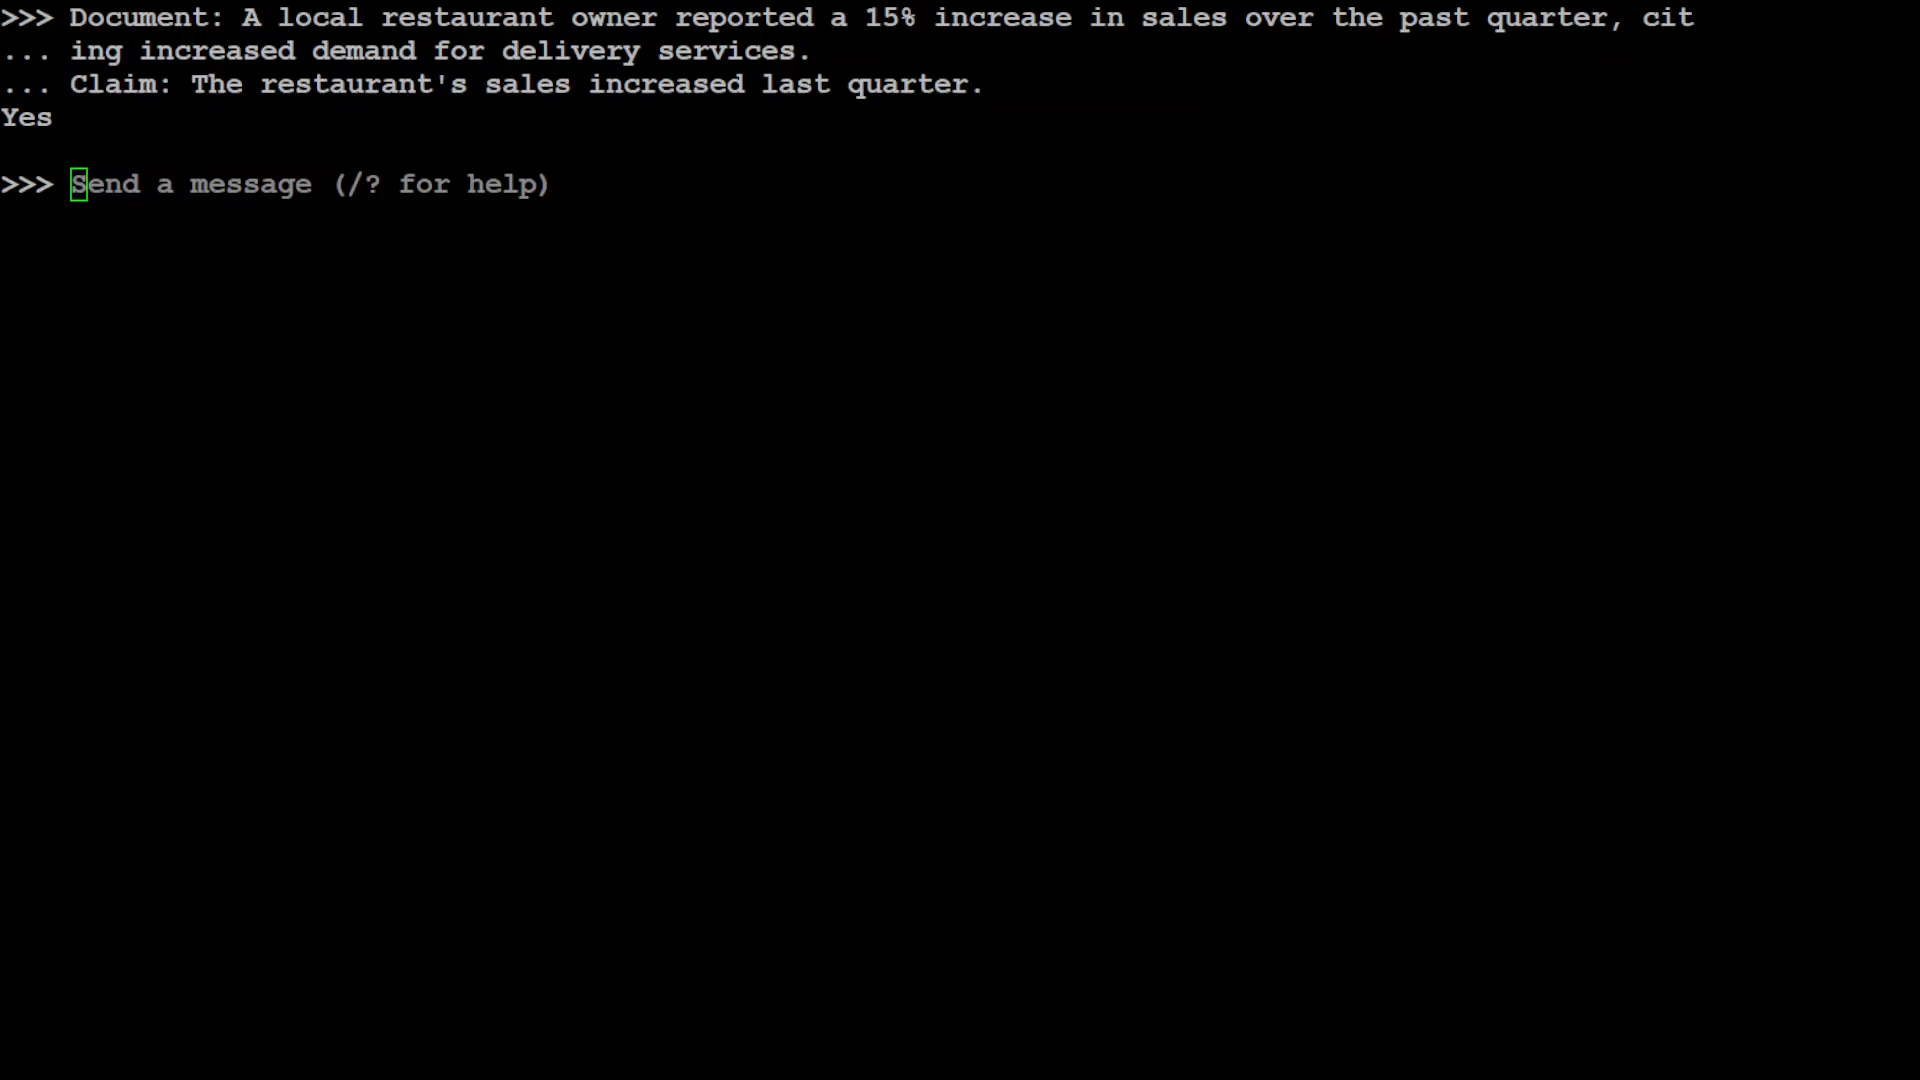 >>> Document: A local restaurant owner reported a 15% increase in sales over the past quarter, cit
... ing increased demand for delivery services.
... Claim: The restaurant's sales increased last quarter.
Yes
>>> Send a message (/? for help)